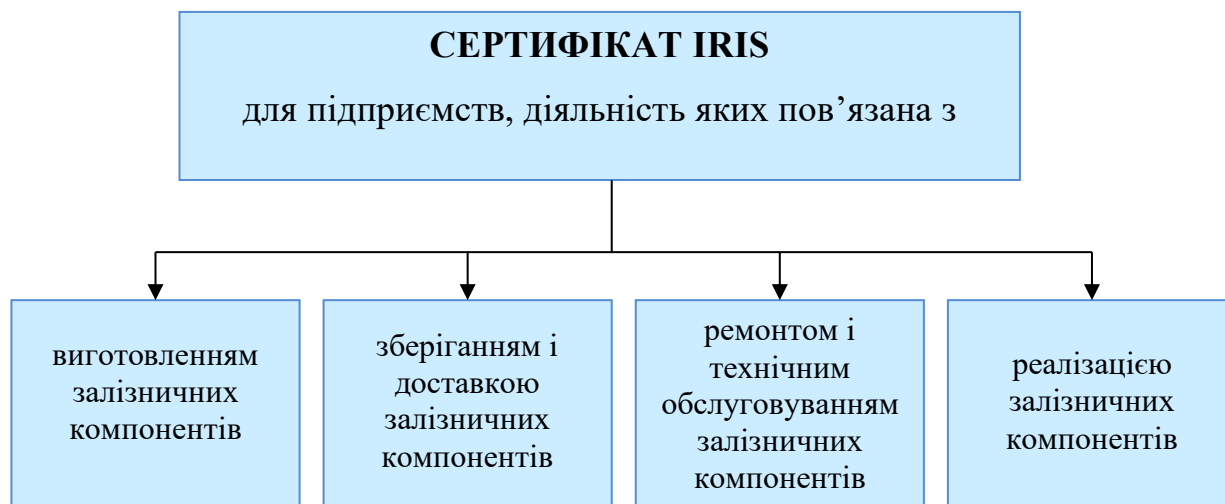 СЕРТИФІКАТ IRIS
для підприємств, діяльність яких пов’язана з
виготовленням
залізничних
компонентів
зберіганням і
доставкою
залізничних
компонентів
ремонтом і
технічним
обслуговуванням
залізничних
компонентів
реалізацією
залізничних
компонентів